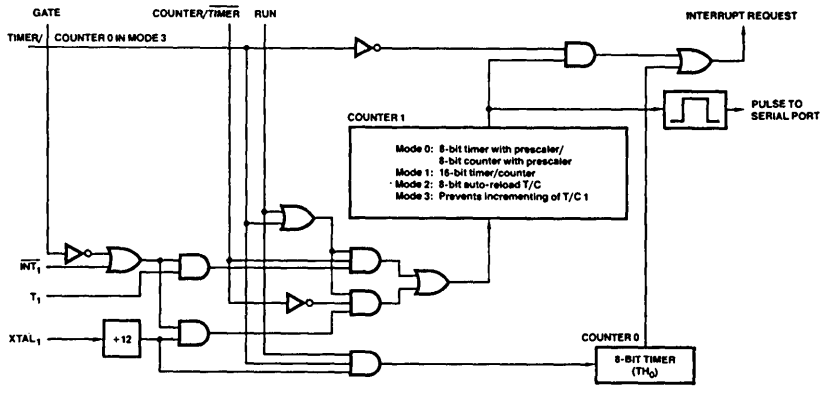 GATE
COUNTER/TIMER RUN
INTERRUPT REQUEST
TIMER/ COUNTER 0 IN MODE 3
PULSE TO
SERIAL PORT
COUNTER 1
Mode 0: 8-bit timer with prescaler/
8-bit counter with prescaler
Mode 1: 16-bit timer/counter
Mode 2: 8-bit auto-reload T/C
Mode 3: Prevents incrementing of T/C 1
INT1
T1
XTAL1
÷12
COUNTER 0
8-BIT TIMER
(TH0)